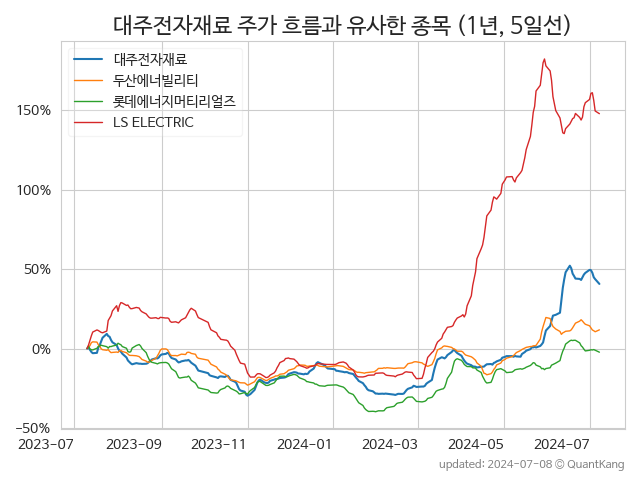 대주전자재료 주가 흐름과 유사한 종목 (1년, 5일선)
대주전자재료
두산에너빌리티
롯데에너지머티리얼즈
LS ELECTRIC
150%
100%
50%
0%
−50%
2023-07 2023-09 2023-11 2024-01 2024-03 2024-05 2024-07
updated: 2024-07-08 © QuantKang